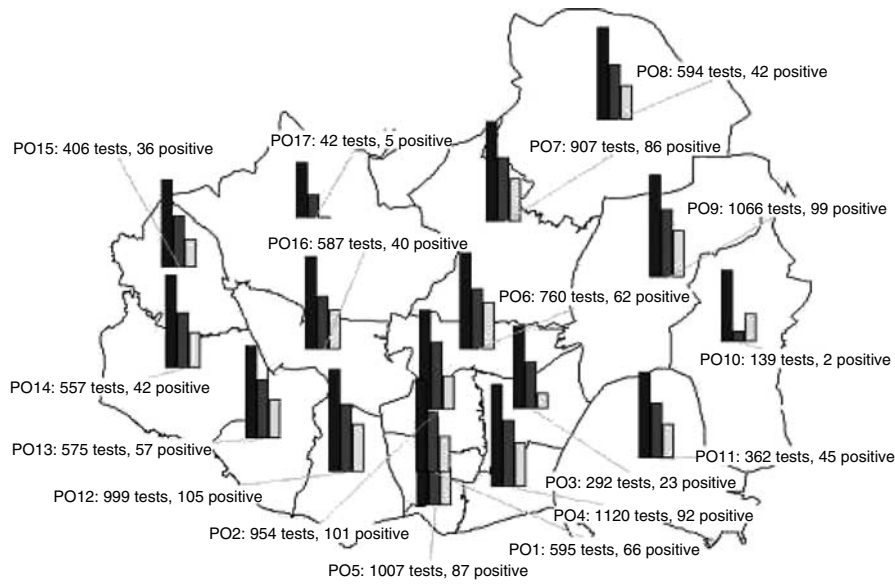 PO8: 594 tests, 42 positive
PO17: 42 tests, 5 positive
PO15: 406 tests, 36 positive
PO7: 907 tests, 86 positive
PO9: 1066 tests, 99 positive
PO16: 587 tests, 40 positive
PO6: 760 tests, 62 positive
PO10: 139 tests, 2 positive
PO14: 557 tests, 42 positive
PO13: 575 tests, 57 positive
PO11: 362 tests, 45 positive
PO3: 292 tests, 23 positive
PO12: 999 tests, 105 positive
PO4: 1120 tests, 92 positive
PO2: 954 tests, 101 positive
PO1: 595 tests, 66 positive
PO5: 1007 tests, 87 positive